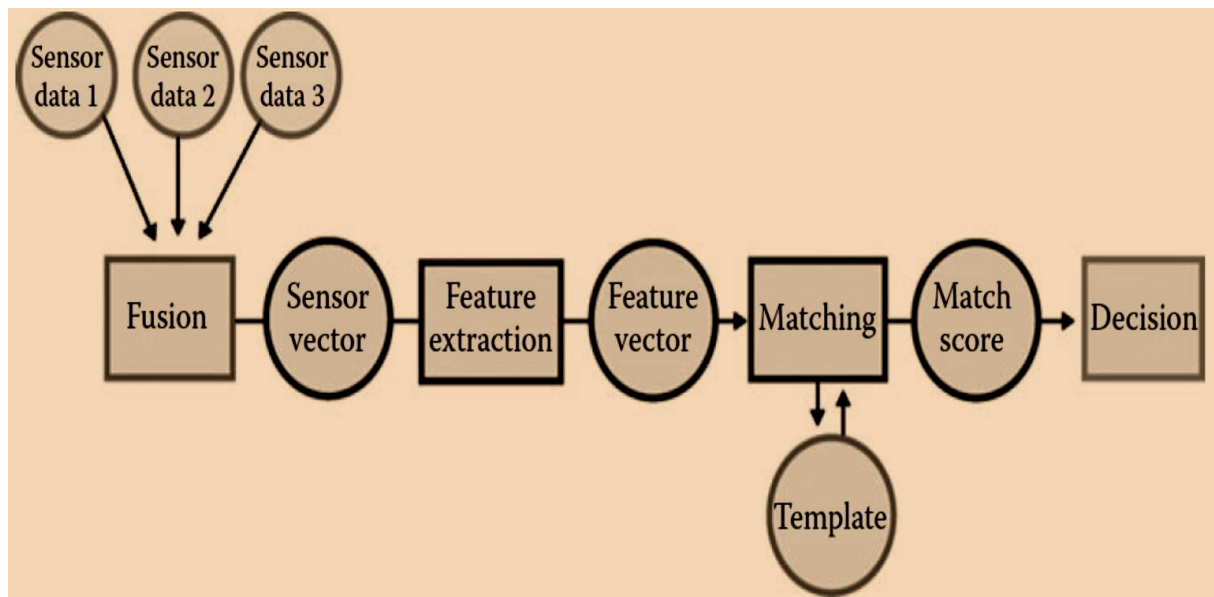 Sensor
data 1
Sensor
data 2
Sensor
data 3
Fusion
Sensor
vector
Feature
extraction
Feature
vector
Matching
Match
score
Decision
Template